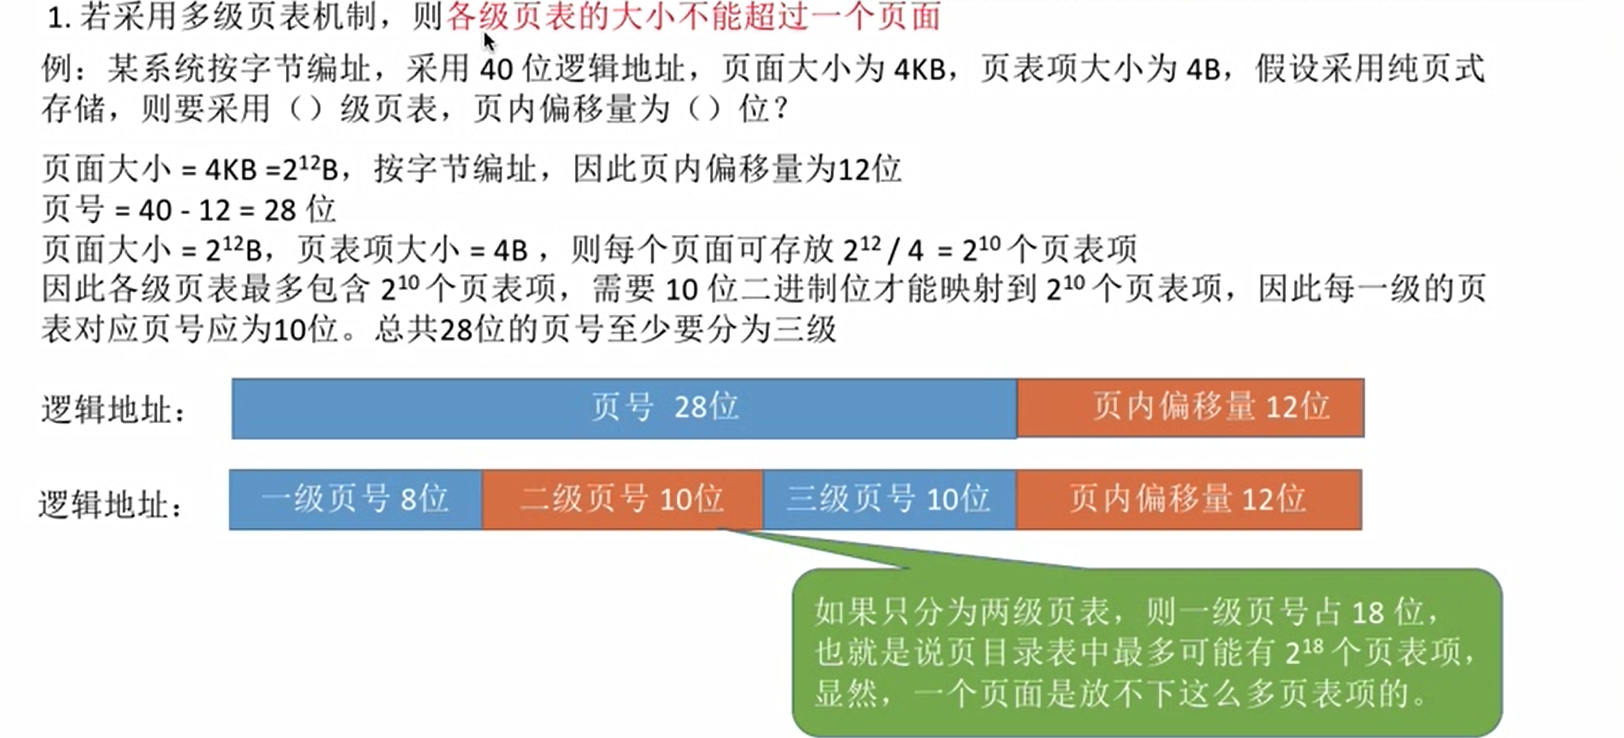 1. 若采用多级页表机制，则各级页表的大小不能超过一个页面
例：某系统按字节编址，采用 40 位逻辑地址，页面大小为 4KB，页表项大小为 4B，假设采用纯页式
存储，则要采用（）级页表，页内偏移量为（）位？
页面大小 = 4KB =2¹²B，按字节编址，因此页内偏移量为12位
页号 = 40 - 12 = 28 位
页面大小 = 2¹²B，页表项大小 = 4B ，则每个页面可存放 2¹² / 4 = 2¹⁰ 个页表项
因此各级页表最多包含 2¹⁰ 个页表项，需要 10 位二进制位才能映射到 2¹⁰ 个页表项，因此每一级的页
表对应页号应为10位。总共28位的页号至少要分为三级
逻辑地址： 页号 28位 页内偏移量 12位
逻辑地址： 一级页号 8位 二级页号 10位 三级页号 10位 页内偏移量 12位
如果只分为两级页表，则一级页号占 18 位，
也就是说页目录表中最多可能有 2¹⁸ 个页表项，
显然，一个页面是放不下这么多页表项的。